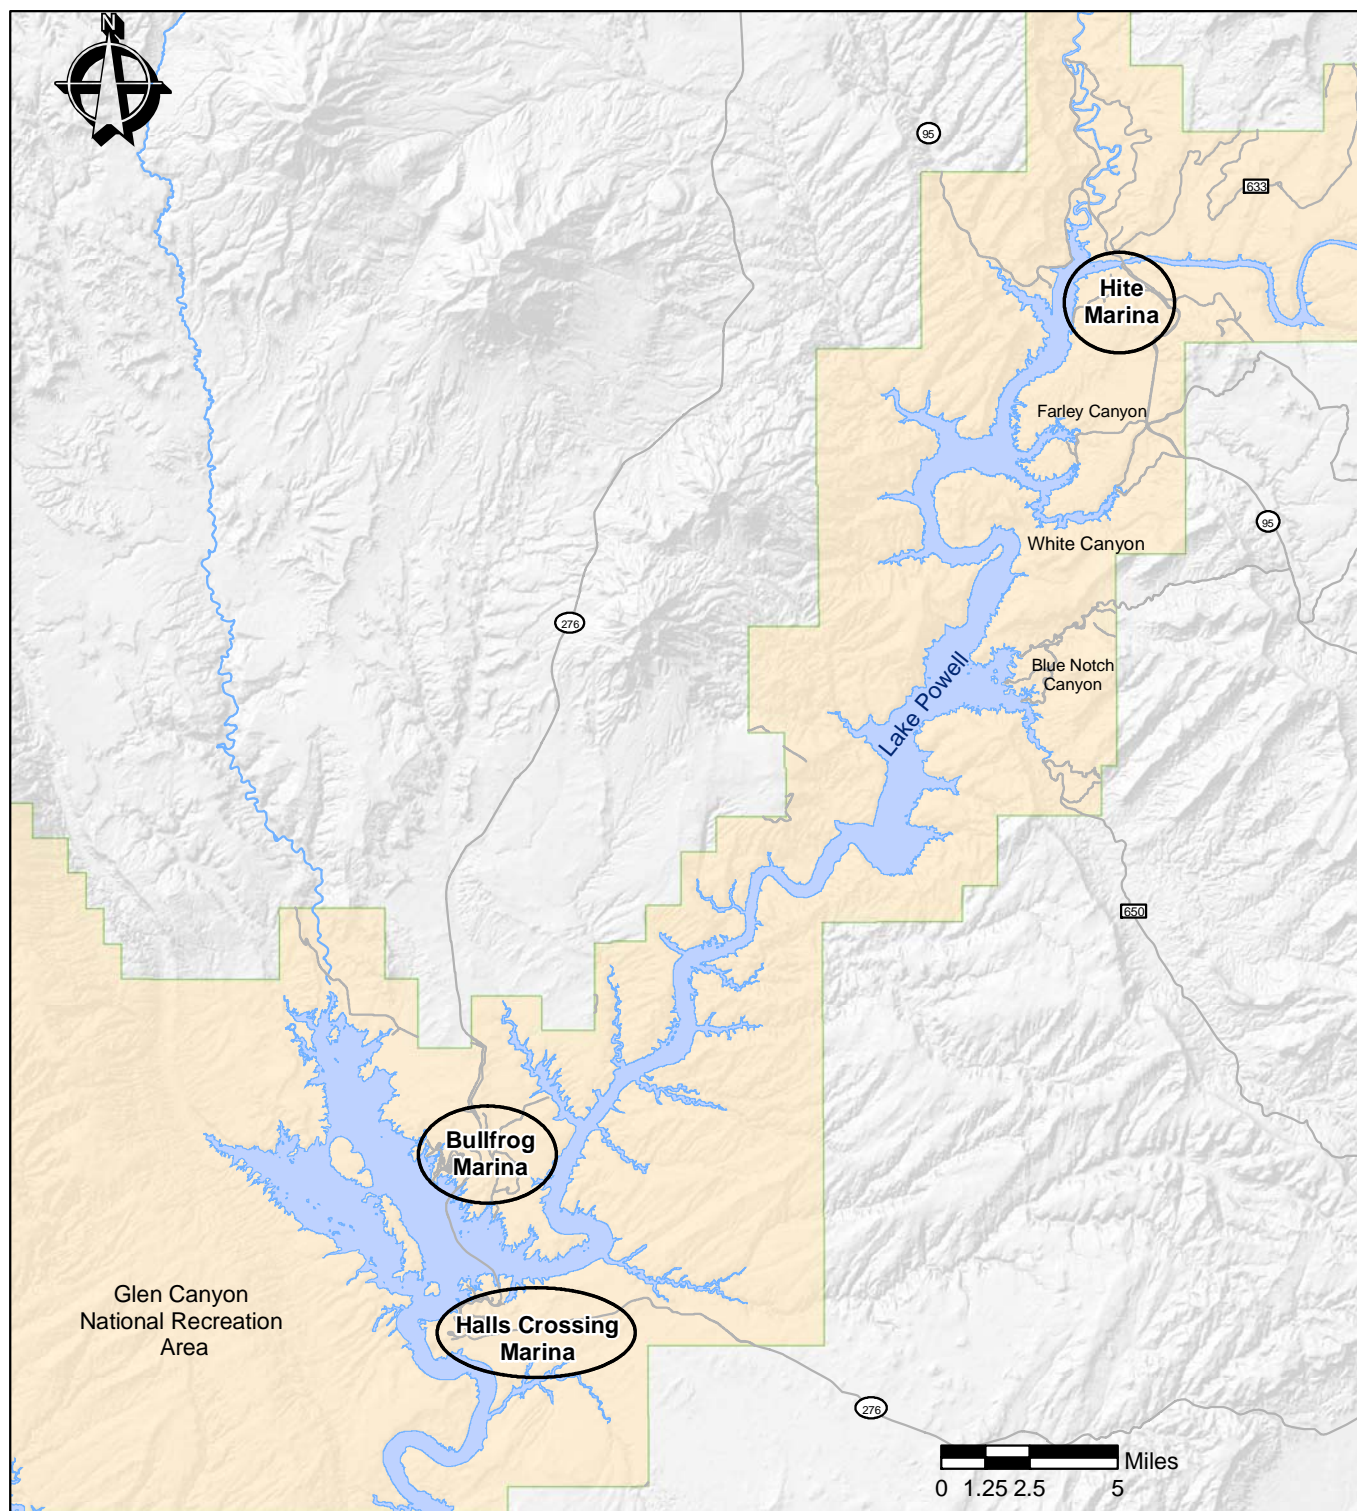 N
95
633
Hite
Marina
Farley Canyon
95
White Canyon
276
Blue Notch
Canyon
Lake Powell
650
Bullfrog
Marina
Glen Canyon
National Recreation
Area
Halls Crossing
Marina
276
Miles
0 1.25 2.5 5